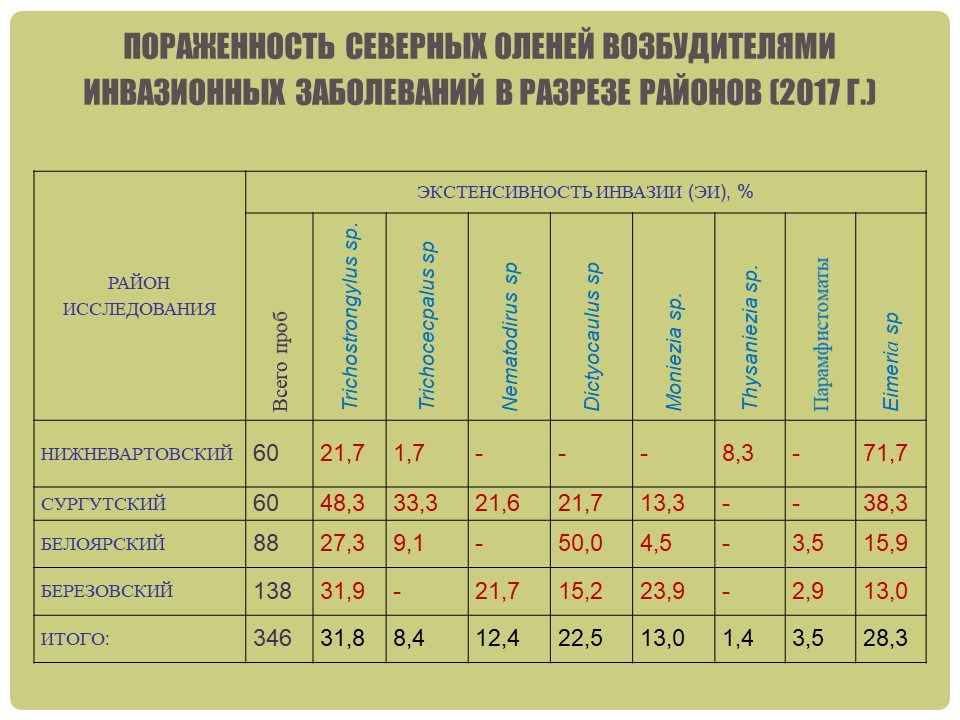 ПОРАЖЕННОСТЬ СЕВЕРНЫХ ОЛЕНЕЙ ВОЗБУДИТЕЛЯМИ
ИНВАЗИОННЫХ ЗАБОЛЕВАНИЙ В РАЗРЕЗЕ РАЙОНОВ (2017 Г.)
РАЙОН
ИССЛЕДОВАНИЯ
ЭКСТЕНСИВНОСТЬ ИНВАЗИИ (ЭИ), %
Всего проб
Trichostrongylus sp.
Trichocecpalus sp
Nematodirus sp
Dictyocaulus sp
Moniezia sp.
Thysaniezia sp.
Парамфистоматы
Eimeria sp
НИЖНЕВАРТОВСКИЙ 60 21,7 1,7 - - - 8,3 - 71,7
СУРГУТСКИЙ 60 48,3 33,3 21,6 21,7 13,3 - - 38,3
БЕЛОЯРСКИЙ 88 27,3 9,1 - 50,0 4,5 - 3,5 15,9
БЕРЕЗОВСКИЙ 138 31,9 - 21,7 15,2 23,9 - 2,9 13,0
ИТОГО: 346 31,8 8,4 12,4 22,5 13,0 1,4 3,5 28,3